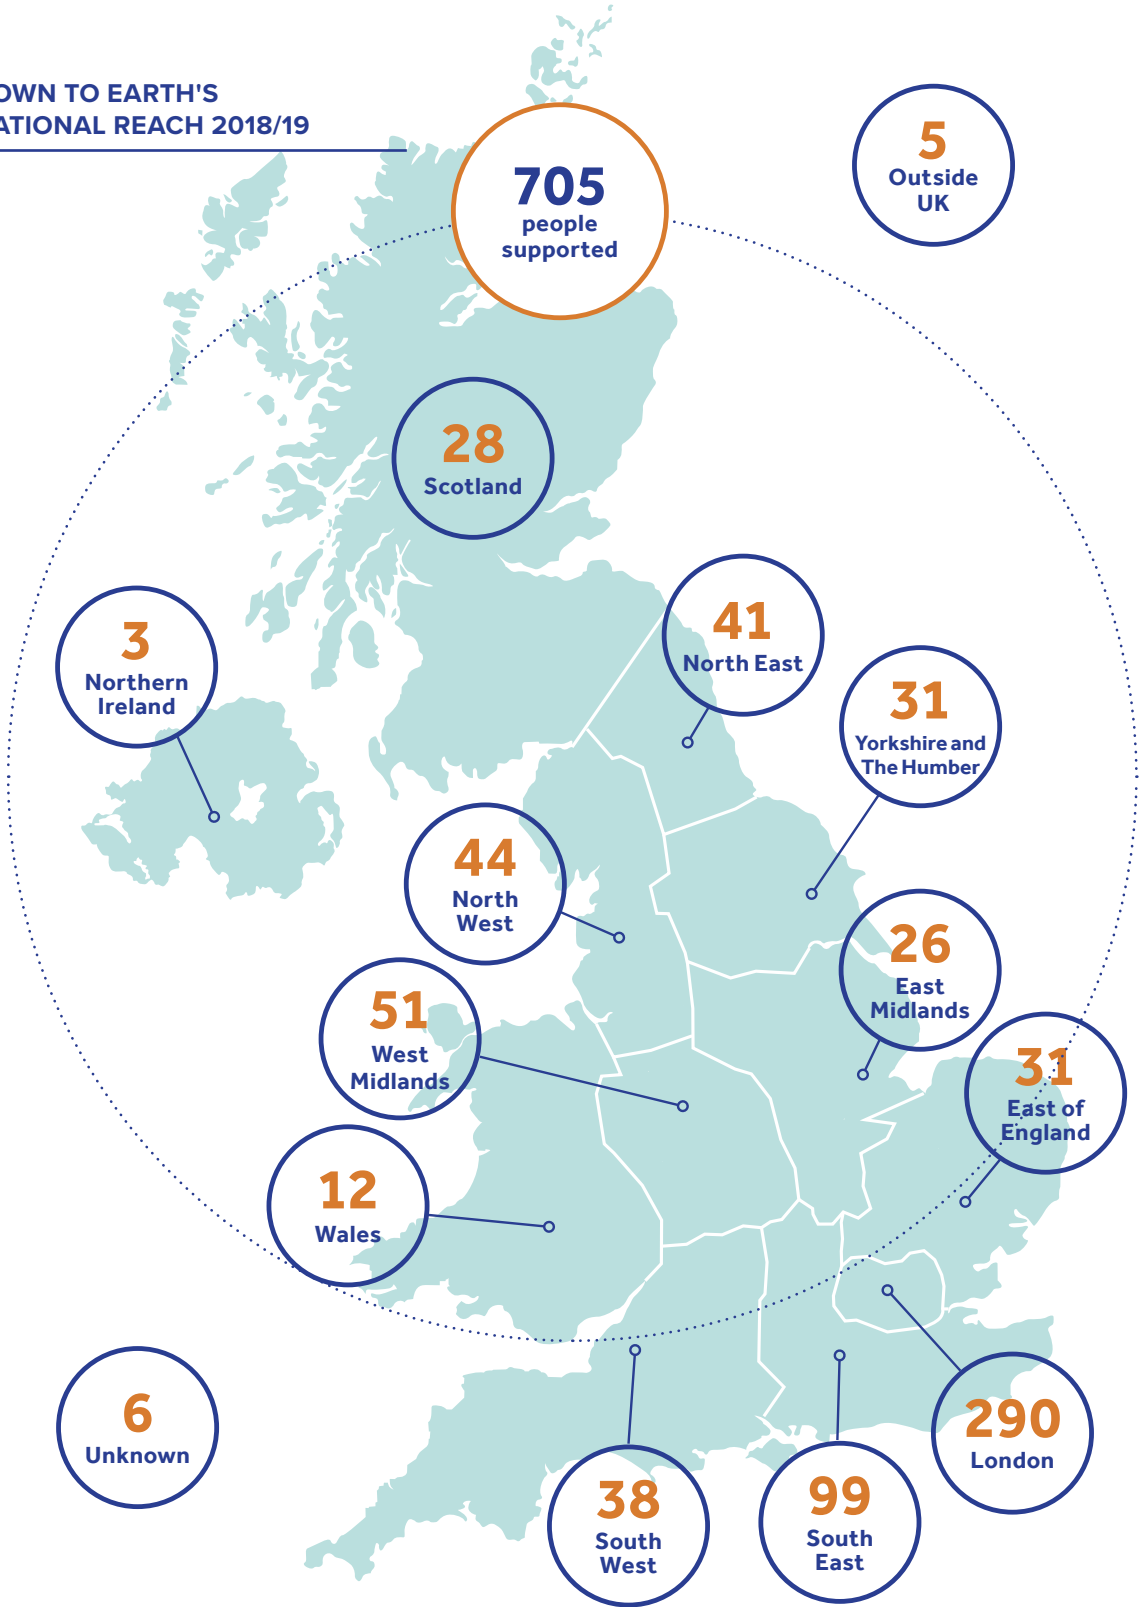 OWN TO EARTH'S
ATIONAL REACH 2018/19
705
people
supported
5
Outside
UK
28
Scotland
41
North East
3
Northern
Ireland
31
Yorkshire and
The Humber
44
North
West
26
East
Midlands
51
West
Midlands
31
East of
England
12
Wales
290
London
6
Unknown
38
South
West
99
South
East